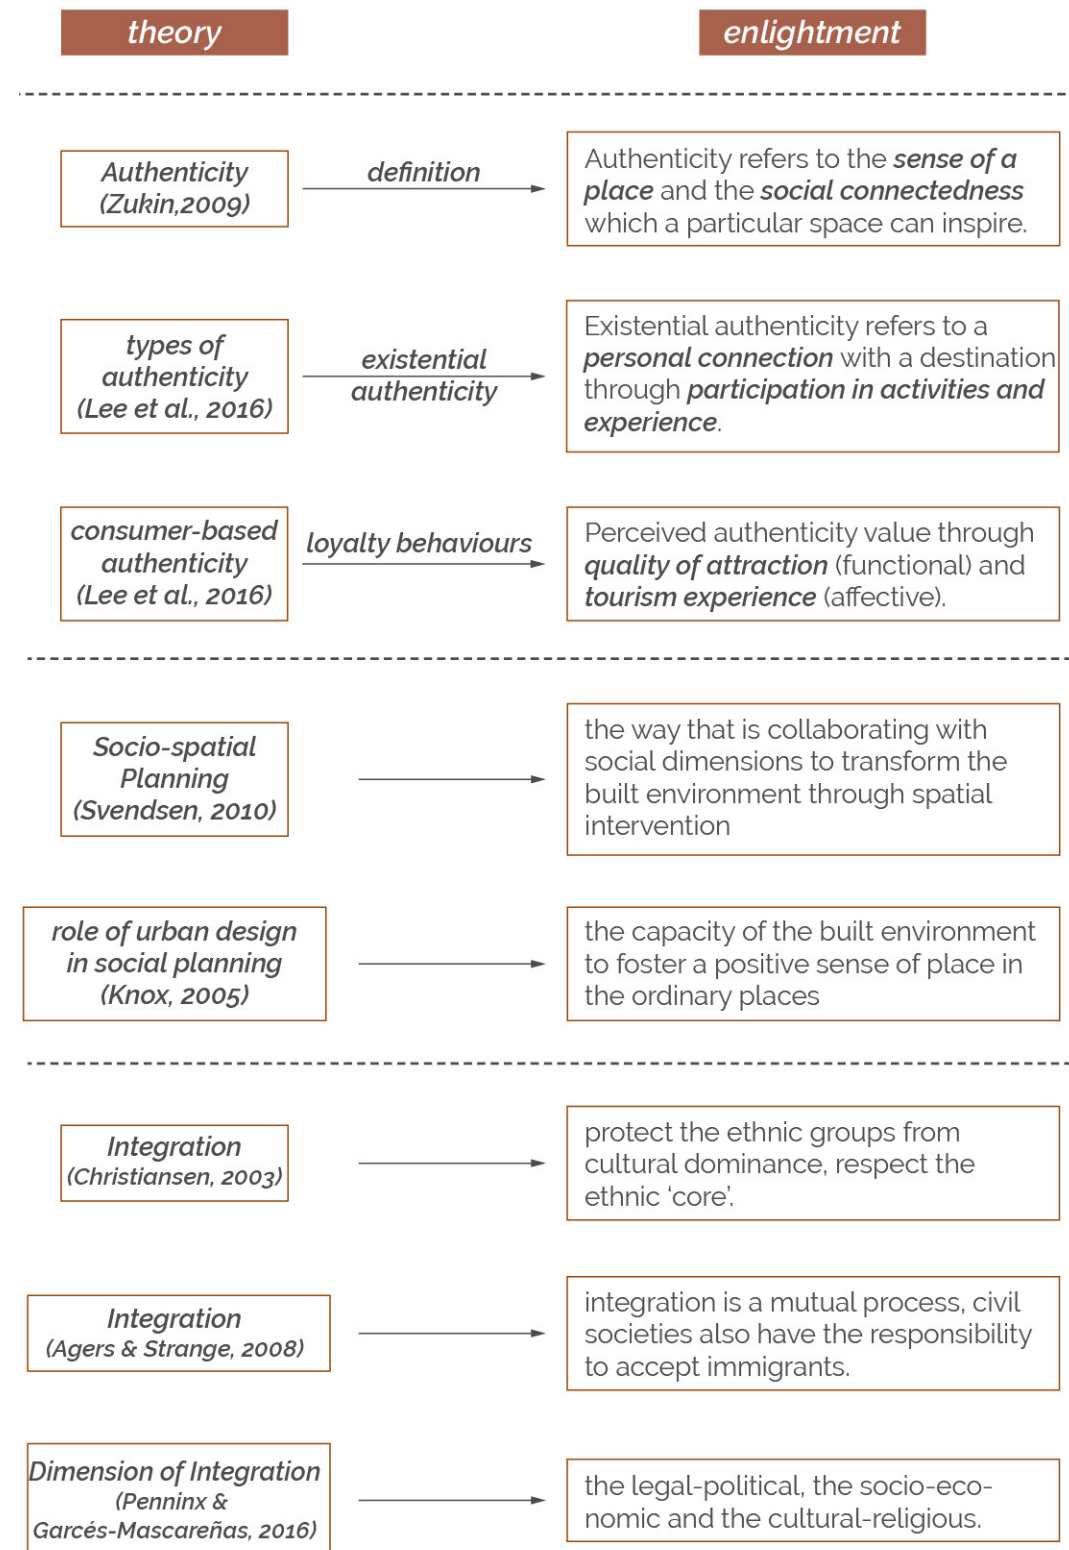 theory
enlightment
Authenticity
(Zukin,2009)
definition
Authenticity refers to the sense of a
place and the social connectedness
which a particular space can inspire.
types of
authenticity
(Lee et al., 2016)
existential
authenticity
Existential authenticity refers to a
personal connection with a destination
through participation in activities and
experience.
consumer-based
authenticity
(Lee et al., 2016)
loyalty behaviours
Perceived authenticity value through
quality of attraction (functional) and
tourism experience (affective).
Socio-spatial
Planning
(Svendsen, 2010)
the way that is collaborating with
social dimensions to transform the
built environment through spatial
intervention
role of urban design
in social planning
(Knox, 2005)
the capacity of the built environment
to foster a positive sense of place in
the ordinary places
Integration
(Christiansen, 2003)
protect the ethnic groups from
cultural dominance, respect the
ethnic ‘core’.
Integration
(Agers & Strange, 2008)
integration is a mutual process, civil
societies also have the responsibility
to accept immigrants.
Dimension of Integration
(Penninx &
Garcés-Mascareñas, 2016)
the legal-political, the socio-eco-
nomic and the cultural-religious.